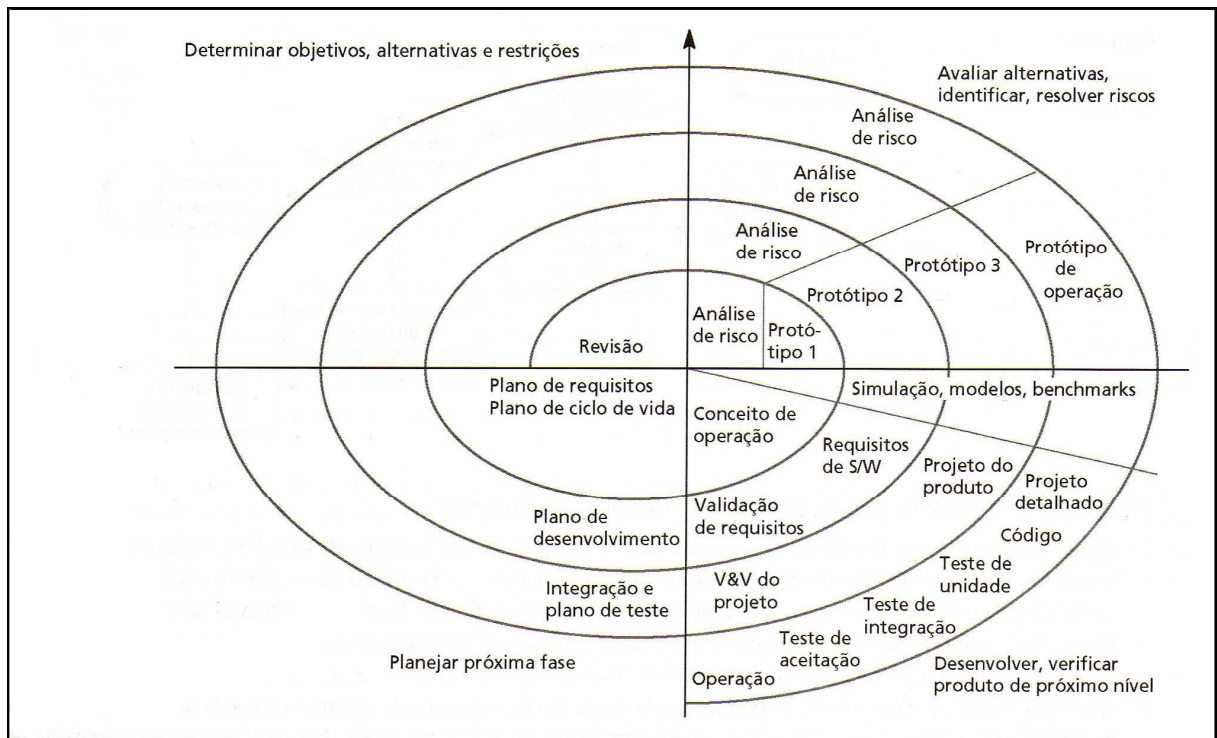 Determinar objetivos, alternativas e restrições
Avaliar alternativas,
identificar, resolver riscos
Análise
de risco
Análise
de risco
Análise
de risco
Análise
de risco
Protó-
tipo 1
Protótipo 2
Protótipo 3
Protótipo
de
operação
Revisão
Plano de requisitos
Plano de ciclo de vida
Simulação, modelos, benchmarks
Conceito de
operação
Requisitos
de S/W
Projeto do
produto
Projeto
detalhado
Código
Teste de
unidade
Teste de
integração
Teste de
aceitação
Operação
Plano de
desenvolvimento
Validação
de requisitos
Integração e
plano de teste
V&V do
projeto
Planejar próxima fase
Desenvolver, verificar
produto de próximo nível